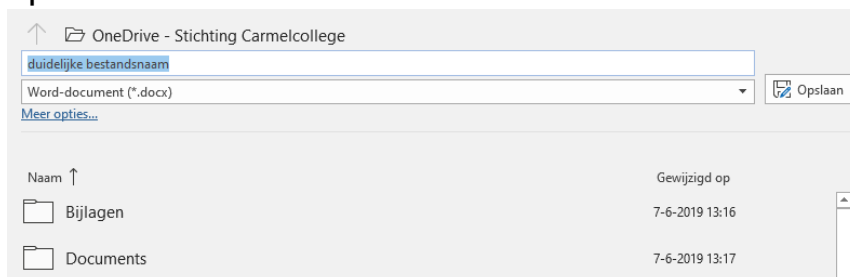 OneDrive - Stichting Carmelcollege
duidelijke bestandsnaam
Word-document (*.docx)
Opslaan
Meer opties...
Naam
Gewijzigd op
Bijlagen
7-6-2019 13:16
Documents
7-6-2019 13:17